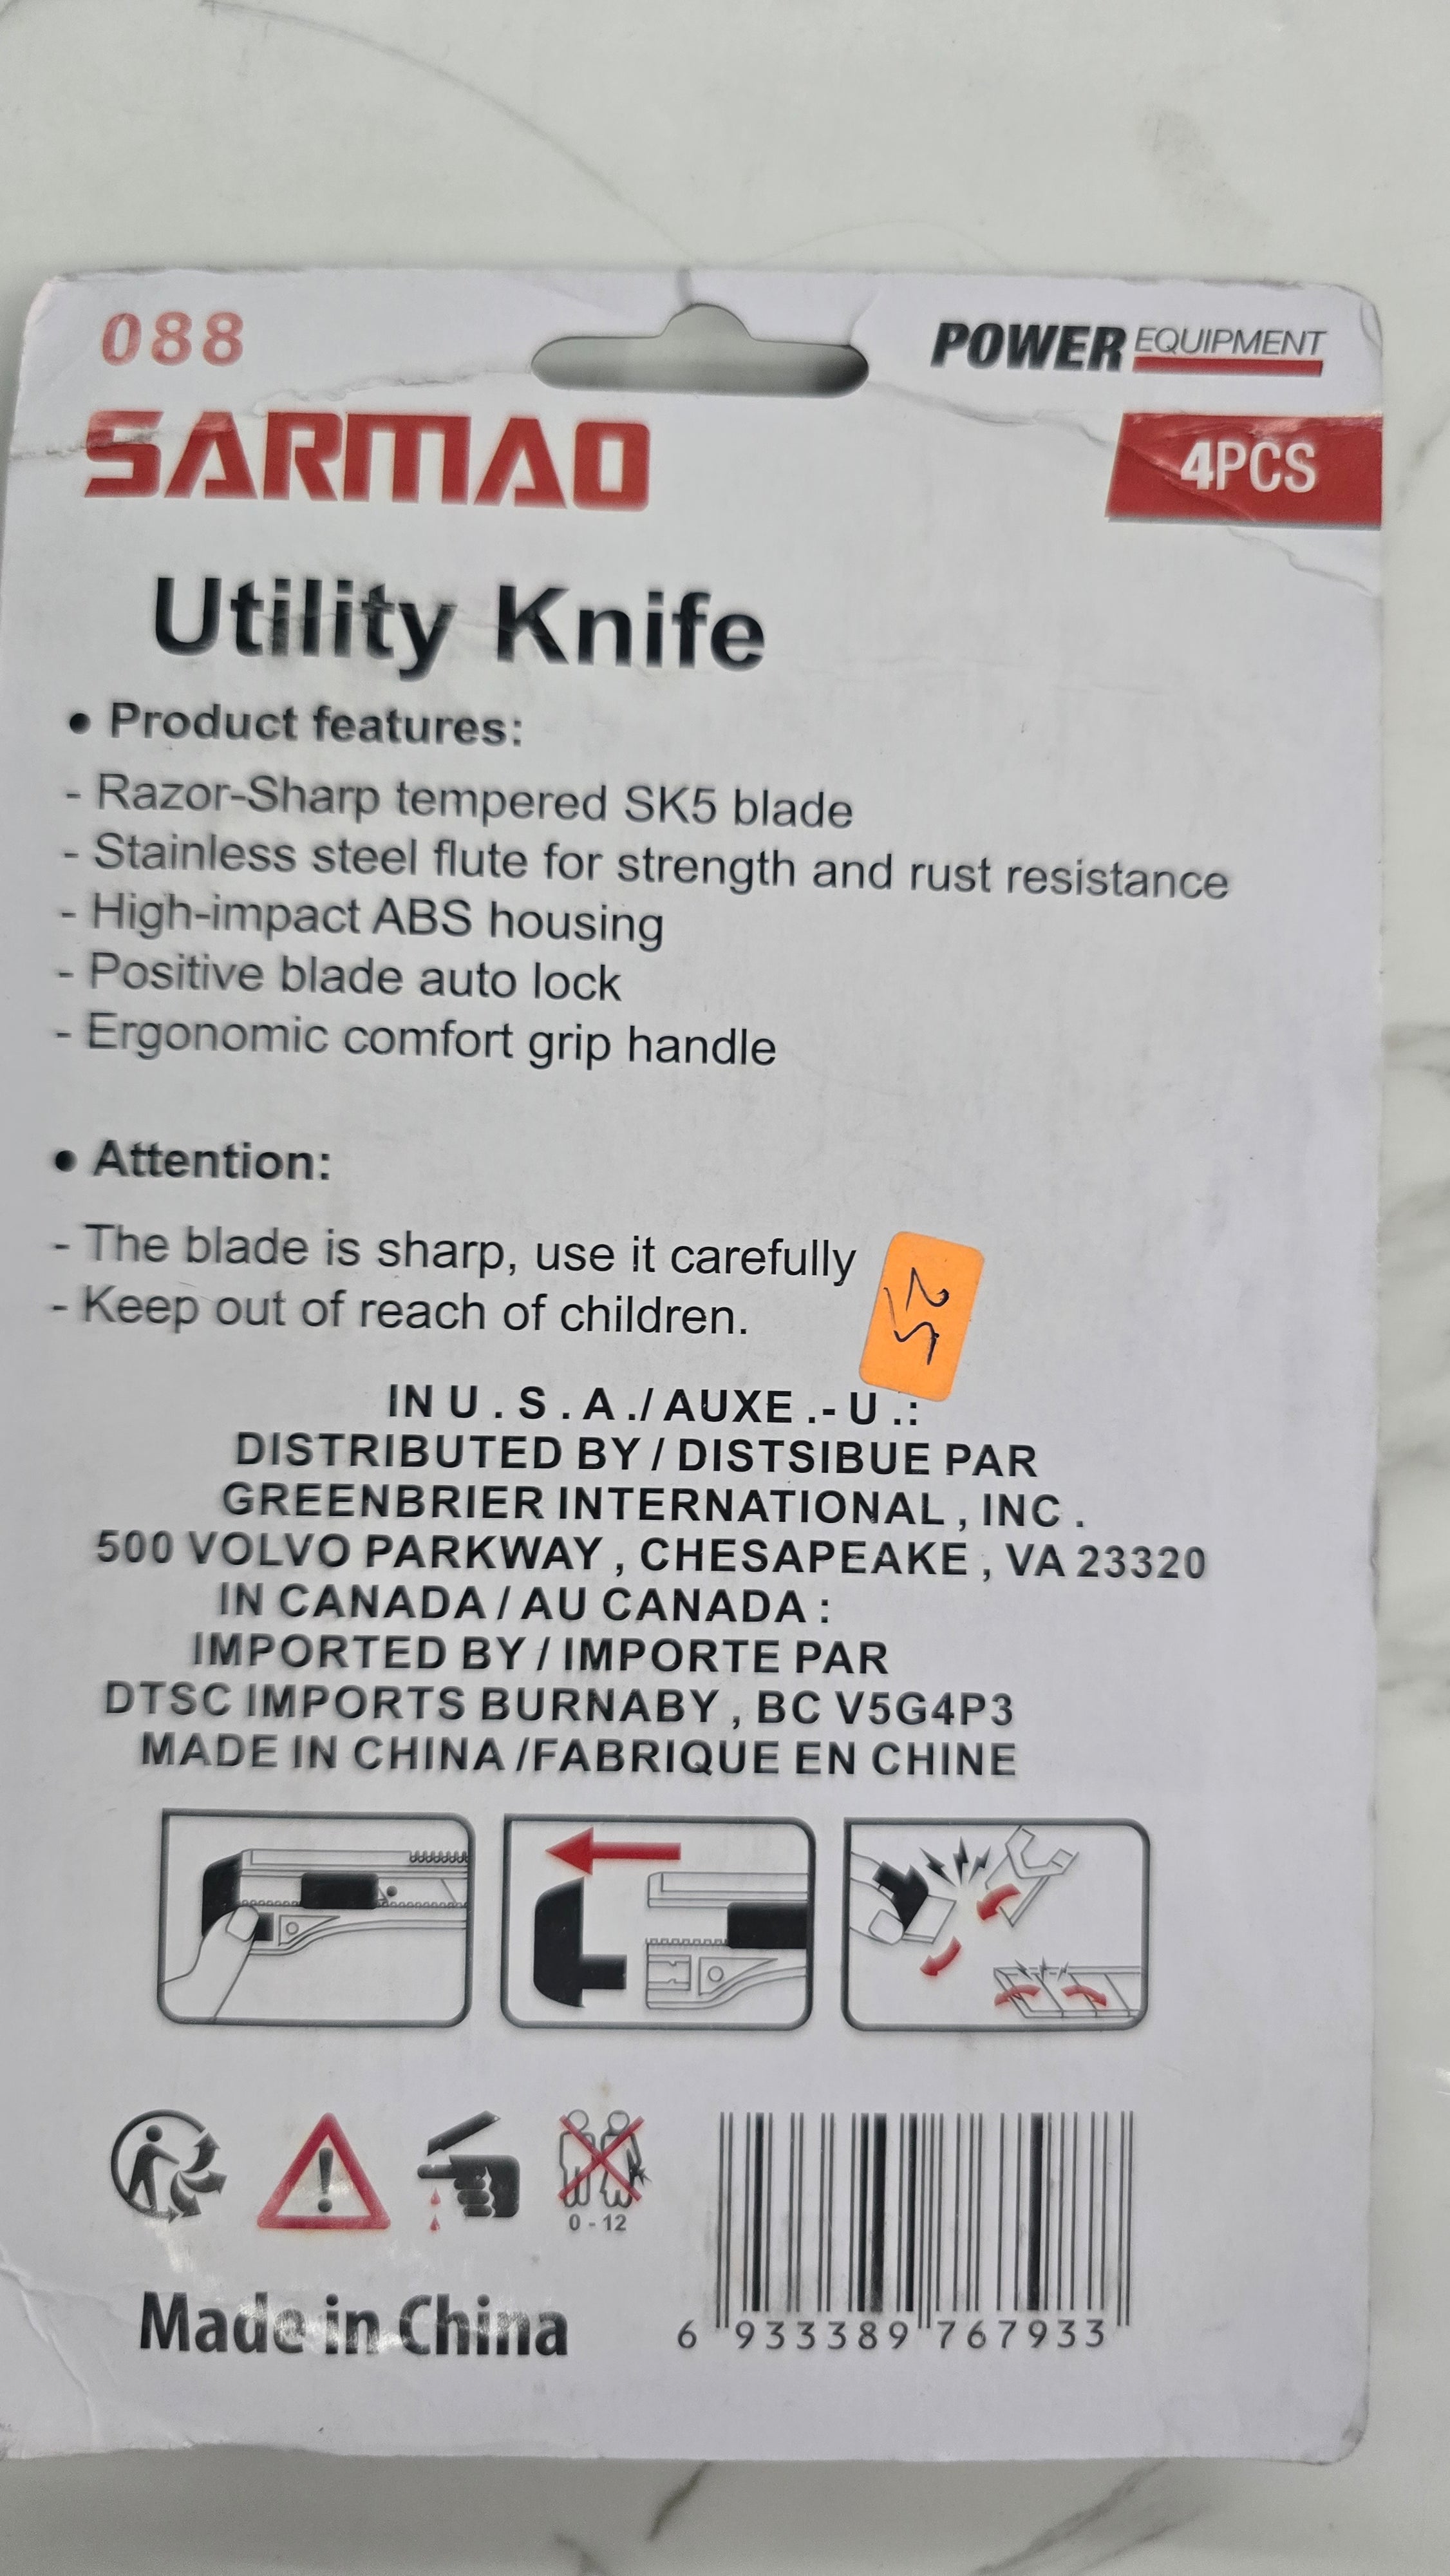 088
POWER EQUIPMENT
SARMAO
4PCS
Utility Knife
• Product features:
- Razor-Sharp tempered SK5 blade
- Stainless steel flute for strength and rust resistance
- High-impact ABS housing
- Positive blade auto lock
- Ergonomic comfort grip handle
• Attention:
- The blade is sharp, use it carefully
- Keep out of reach of children.
25
IN U . S . A ./ AUXE .- U .:
DISTRIBUTED BY / DISTSIBUE PAR
GREENBRIER INTERNATIONAL , INC .
500 VOLVO PARKWAY , CHESAPEAKE , VA 23320
IN CANADA / AU CANADA :
IMPORTED BY / IMPORTE PAR
DTSC IMPORTS BURNABY , BC V5G4P3
MADE IN CHINA /FABRIQUE EN CHINE
0 - 12
Made in China
6 933389 767933